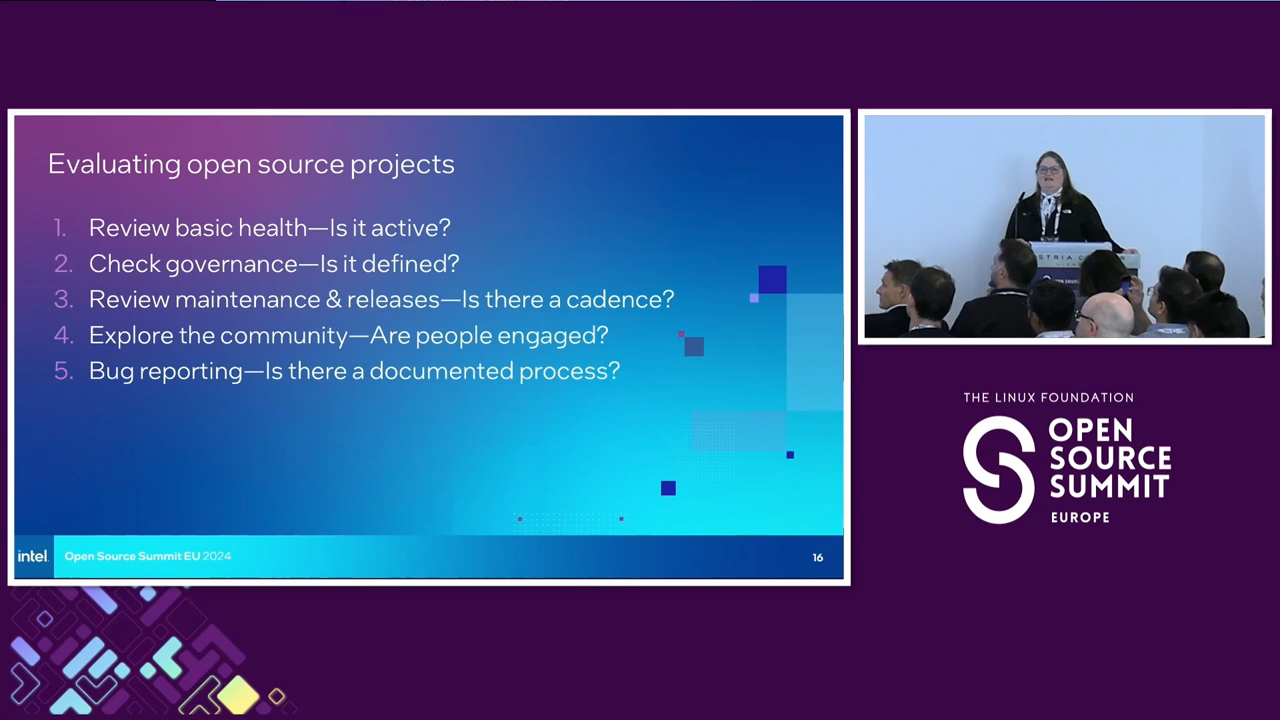 Evaluating open source projects
1. Review basic health—Is it active?
2. Check governance—Is it defined?
3. Review maintenance & releases—Is there a cadence?
4. Explore the community—Are people engaged?
5. Bug reporting—Is there a documented process?
intel
Open Source Summit EU 2024
16
THE LINUX FOUNDATION
OPEN
SOURCE
SUMMIT
EUROPE